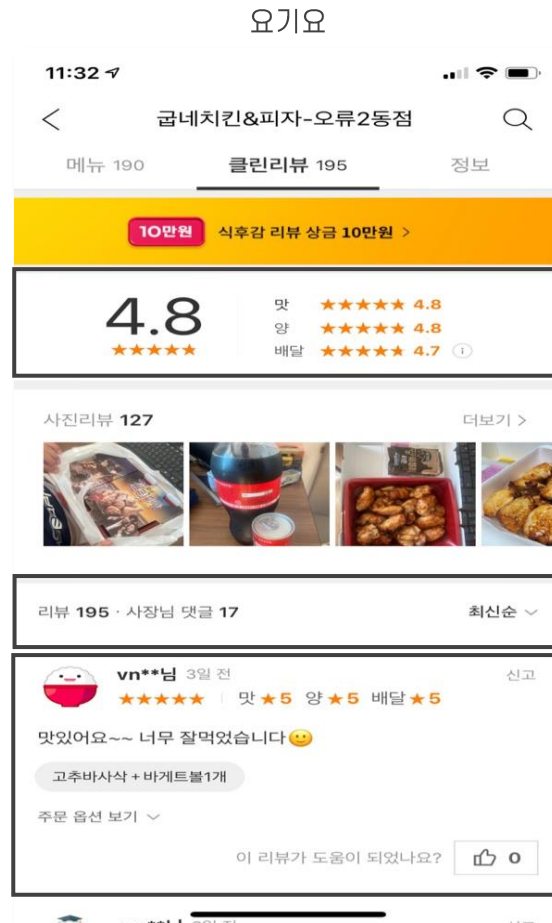 요기요
11:32
굽네치킨&피자-오류2동점
메뉴 190 클린리뷰 195 정보
10만원 식후감 리뷰 상금 10만원 >
4.8 맛 ★★★★★ 4.8
양 ★★★★★ 4.8
★★★★★ 배달 ★★★★★ 4.7
사진리뷰 127 더보기 >
리뷰 195 · 사장님 댓글 17 최신순
vn**님 3일 전 신고
★★★★★ | 맛★5 양★5 배달★5
맛있어요~~ 너무 잘먹었습니다🙂
고추바사삭 + 바게트볼1개
주문 옵션 보기
이 리뷰가 도움이 되었나요? 0